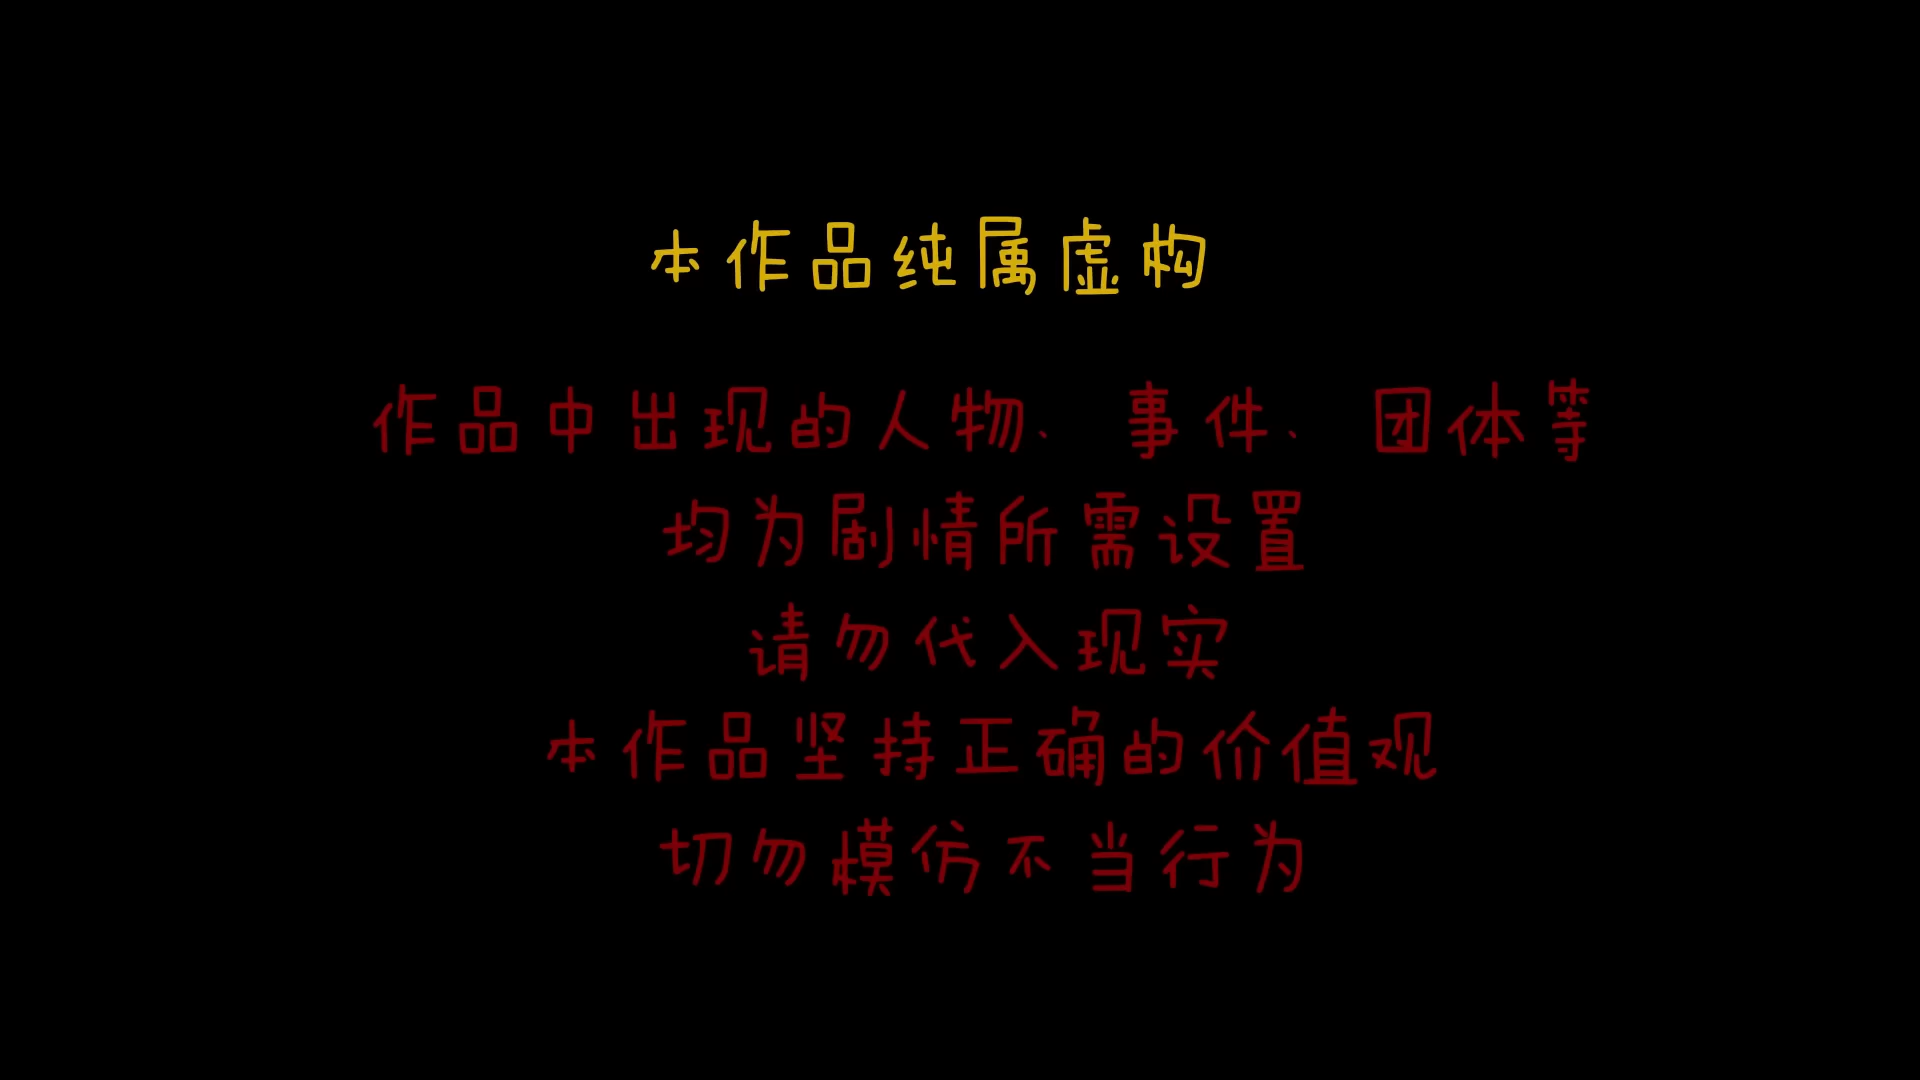 本作品纯属虚构
作品中出现的人物、事件、团体等
均为剧情所需设置
请勿代入现实
本作品坚持正确的价值观
切勿模仿不当行为